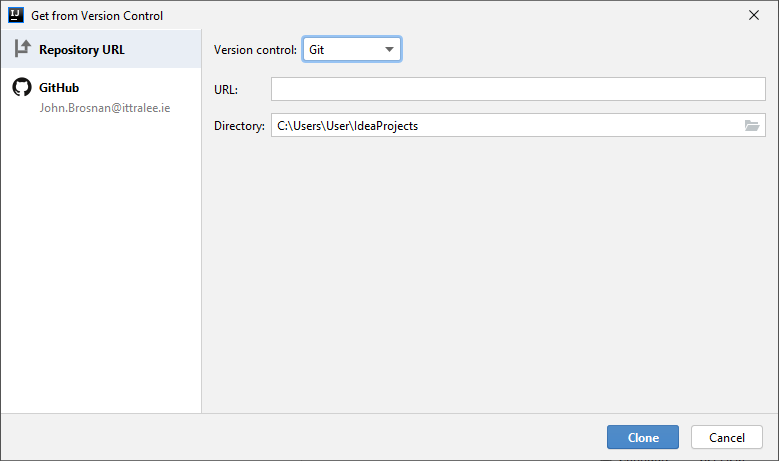 IJ Get from Version Control
Repository URL
GitHub
John.Brosnan@ittralee.ie
Version control: Git
URL:
Directory: C:\Users\User\IdeaProjects
Clone Cancel